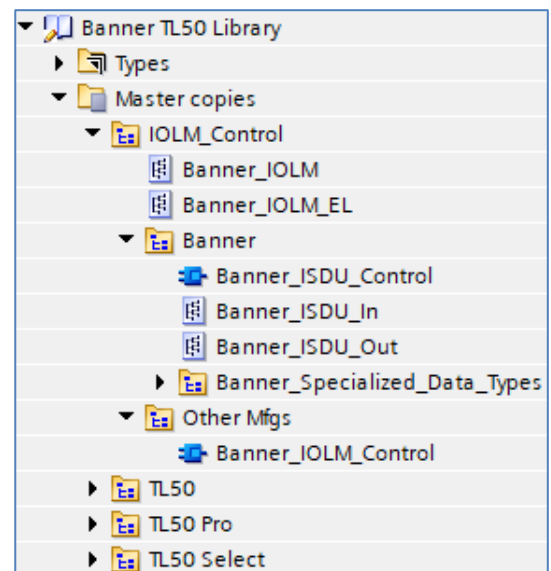 Banner TL50 Library
Types
Master copies
IOLM_Control
Banner_IOLM
Banner_IOLM_EL
Banner
Banner_ISDU_Control
Banner_ISDU_In
Banner_ISDU_Out
Banner_Specialized_Data_Types
Other Mfgs
Banner_IOLM_Control
TL50
TL50 Pro
TL50 Select